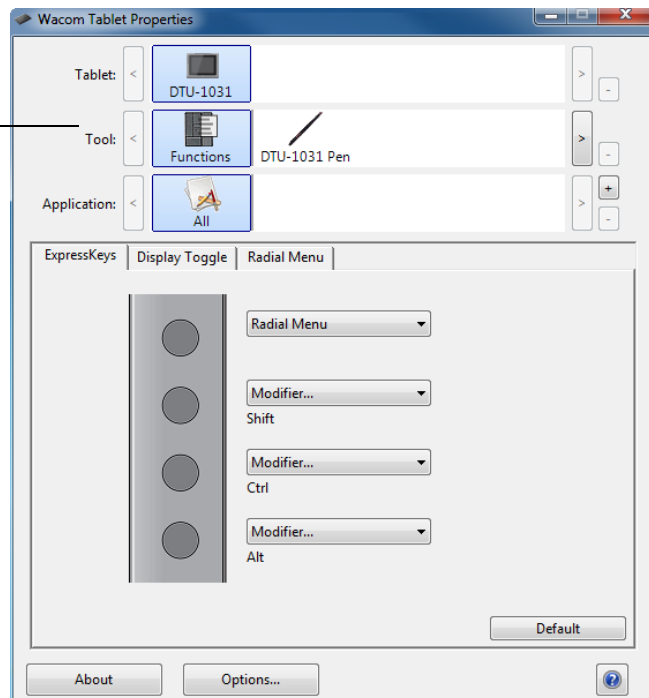 Wacom Tablet Properties
Tablet: < DTU-1031 > -
Tool: < Functions DTU-1031 Pen > -
Application: < All > + -
ExpressKeys Display Toggle Radial Menu
Radial Menu
Modifier...
Shift
Modifier...
Ctrl
Modifier...
Alt
Default
About Options... ?